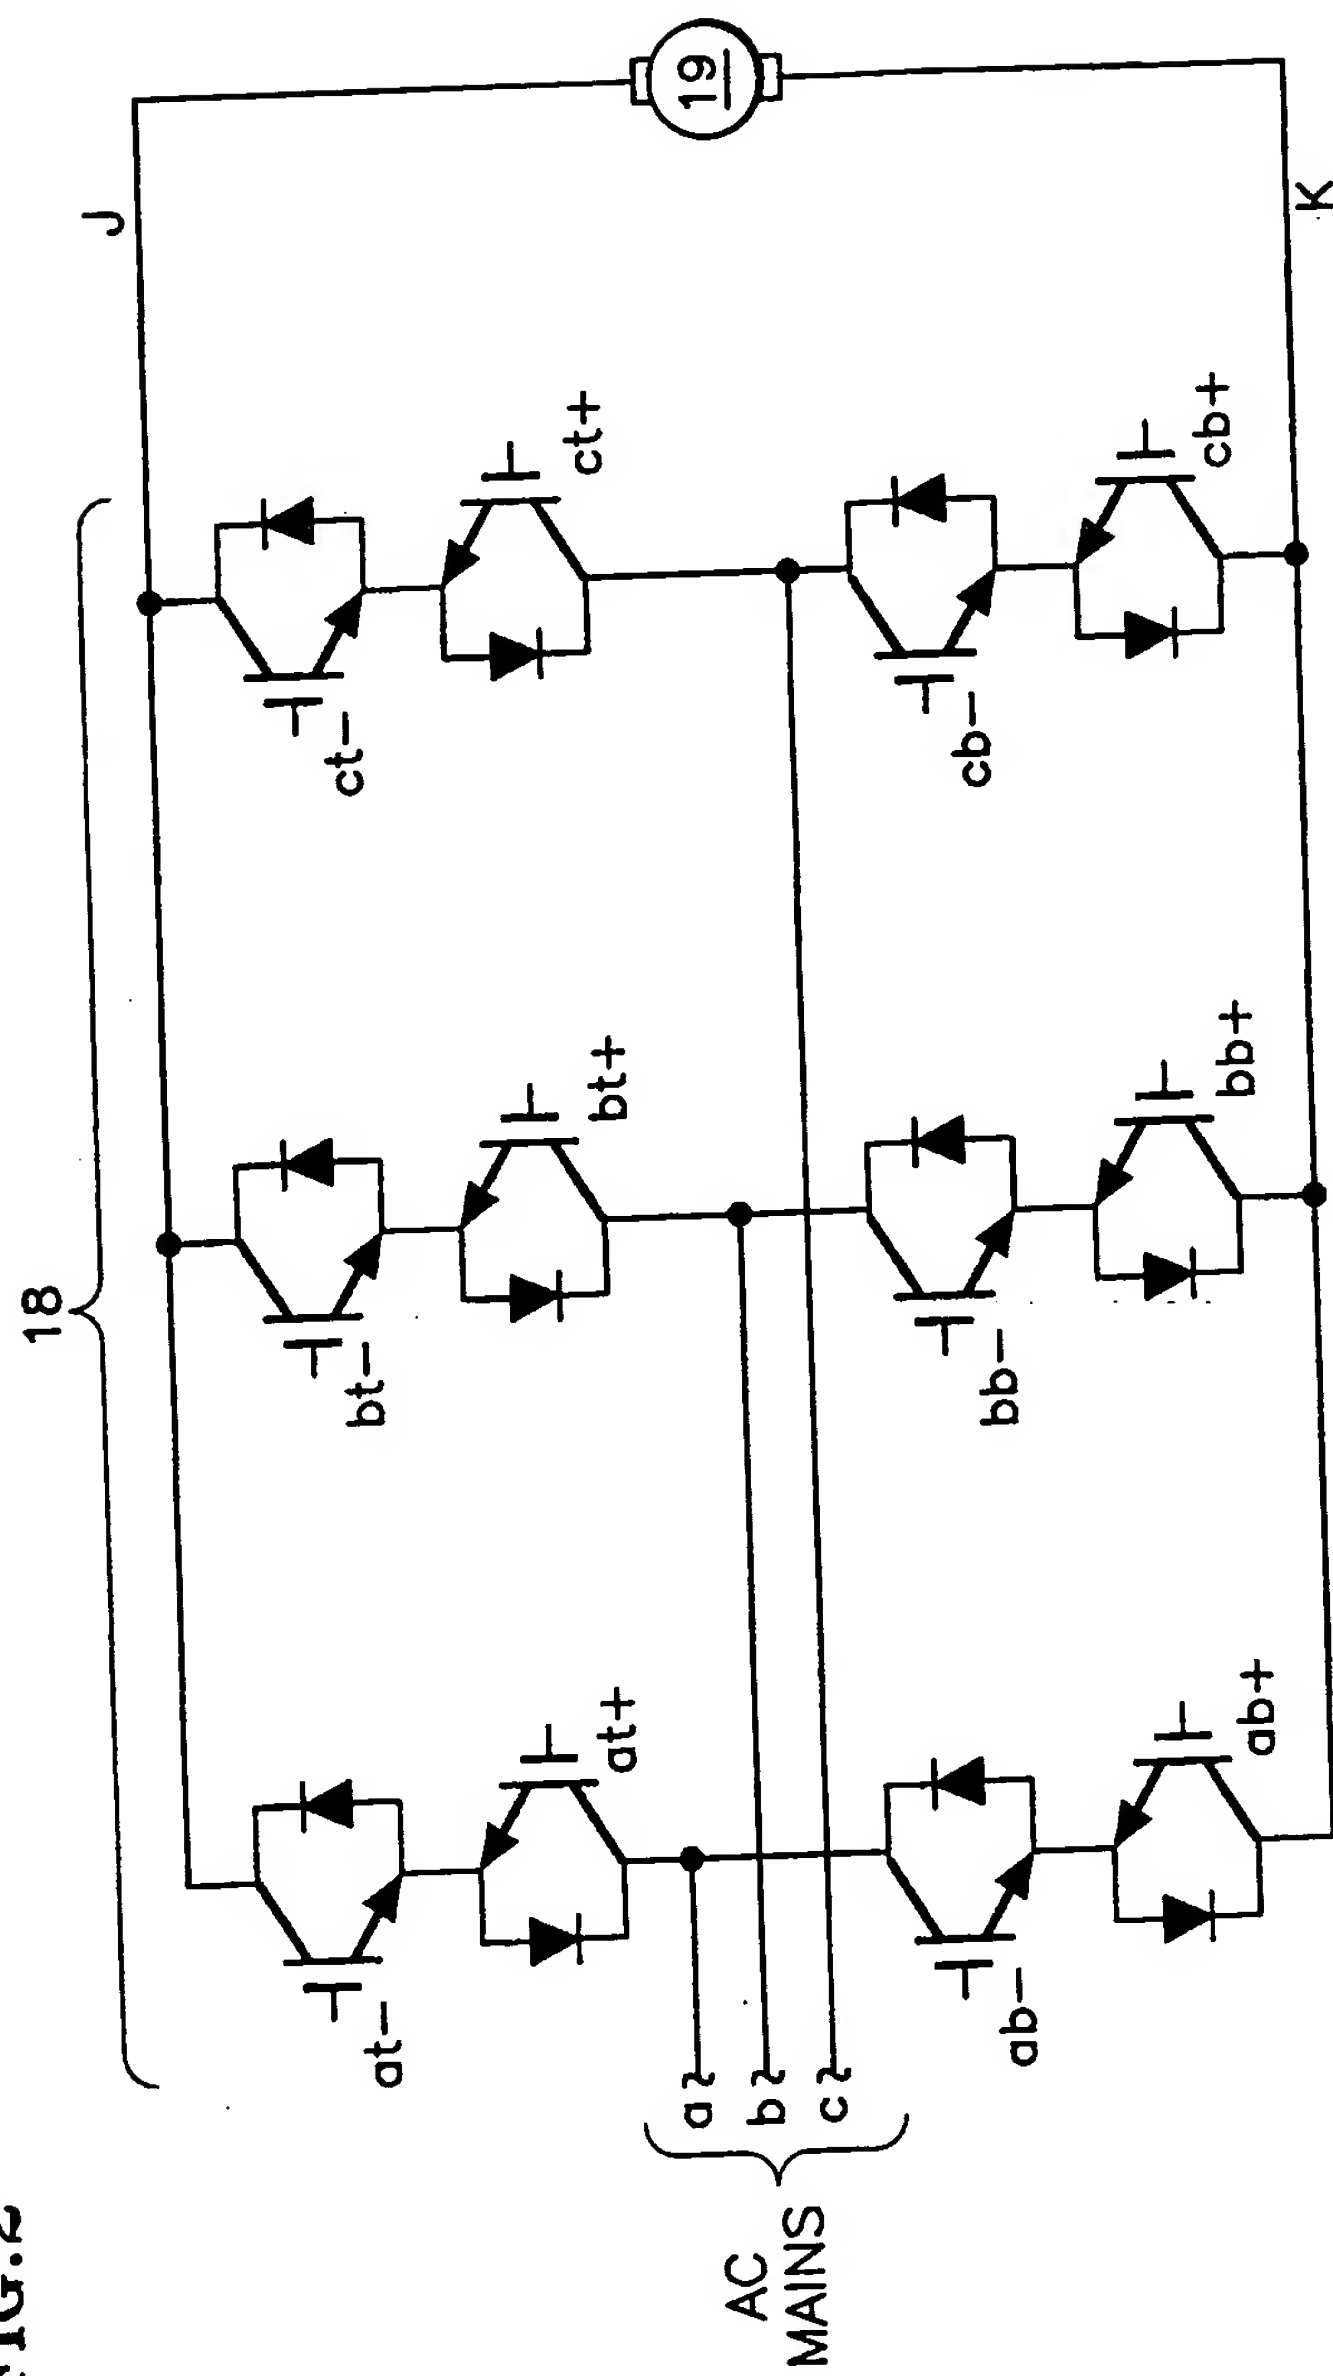 FIG.2
18
J
at-
bt-
ct-
at+
bt+
ct+
19
AC
MAINS
a
b
c
ab-
bb-
cb-
ab+
bb+
cb+
K